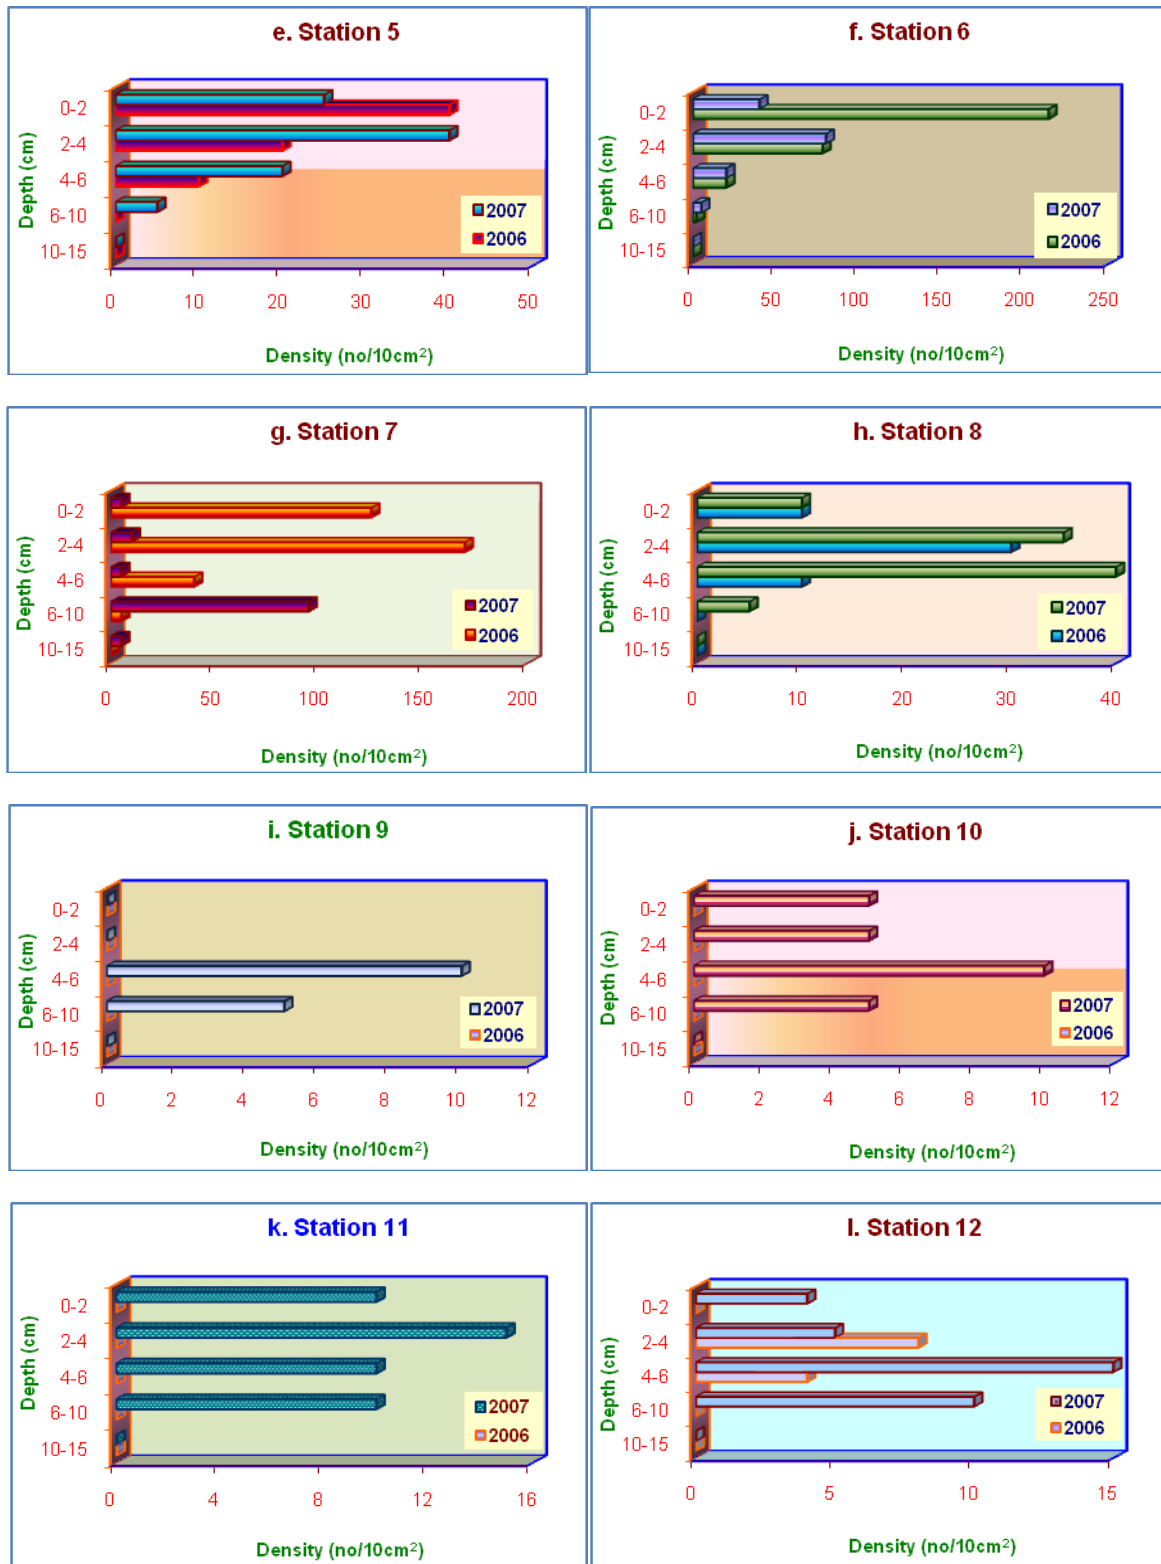 e. Station 5
Depth (cm)
0-2
2-4
4-6
6-10
10-15
2007
2006
0 10 20 30 40 50
Density (no/10cm²)
f. Station 6
Depth (cm)
0-2
2-4
4-6
6-10
10-15
2007
2006
0 50 100 150 200 250
Density (no/10cm²)
g. Station 7
Depth (cm)
0-2
2-4
4-6
6-10
10-15
2007
2006
0 50 100 150 200
Density (no/10cm²)
h. Station 8
Depth (cm)
0-2
2-4
4-6
6-10
10-15
2007
2006
0 10 20 30 40
Density (no/10cm²)
i. Station 9
Depth (cm)
0-2
2-4
4-6
6-10
10-15
2007
2006
0 2 4 6 8 10 12
Density (no/10cm²)
j. Station 10
Depth (cm)
0-2
2-4
4-6
6-10
10-15
2007
2006
0 2 4 6 8 10 12
Density (no/10cm²)
k. Station 11
Depth (cm)
0-2
2-4
4-6
6-10
10-15
2007
2006
0 4 8 12 16
Density (no/10cm²)
l. Station 12
Depth (cm)
0-2
2-4
4-6
6-10
10-15
2007
2006
0 5 10 15
Density (no/10cm²)